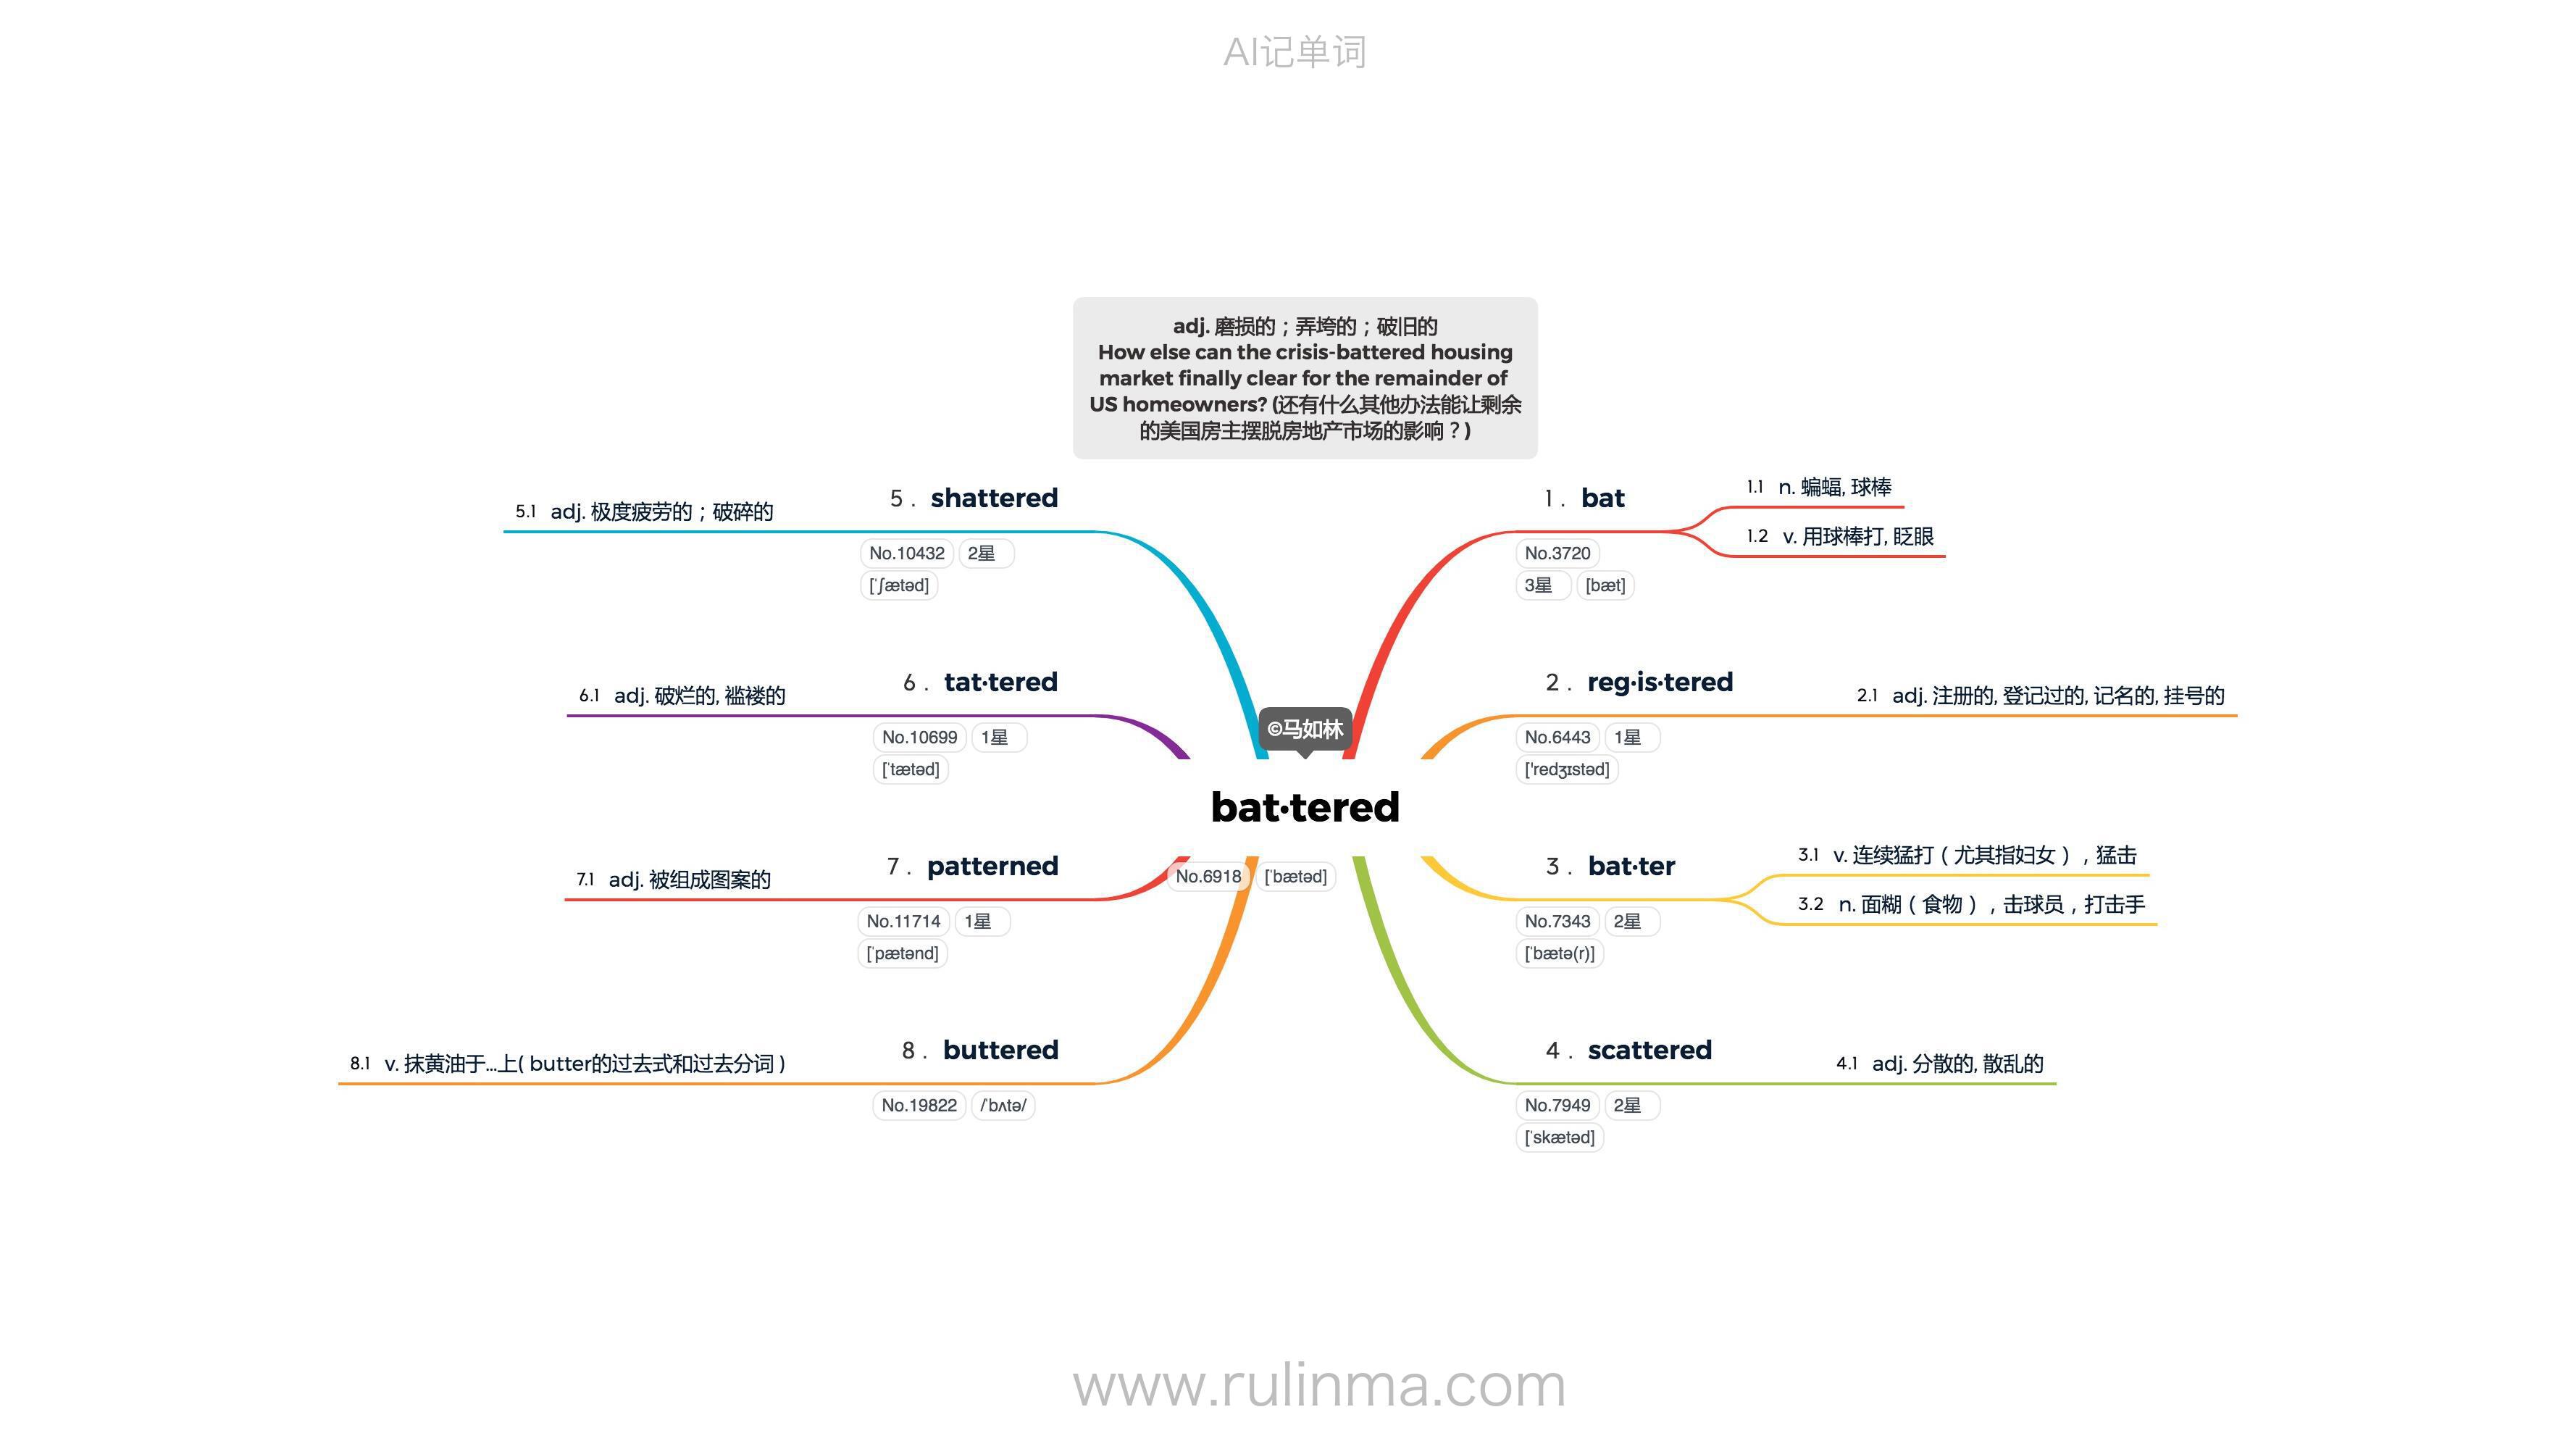 AI记单词
adj. 磨损的；弄垮的；破旧的
How else can the crisis-battered housing
market finally clear for the remainder of
US homeowners? (还有什么其他办法能让剩余
的美国房主摆脱房地产市场的影响？)
©马如林
bat·tered
No.6918 [ˈbætəd]
1 . bat
No.3720
3星 [bæt]
1.1 n. 蝙蝠, 球棒
1.2 v. 用球棒打, 眨眼
2 . reg·is·tered
No.6443 1星
['redʒɪstəd]
2.1 adj. 注册的, 登记过的, 记名的, 挂号的
3 . bat·ter
No.7343 2星
[ˈbætə(r)]
3.1 v. 连续猛打（尤其指妇女），猛击
3.2 n. 面糊（食物），击球员，打击手
4 . scattered
No.7949 2星
[ˈskætəd]
4.1 adj. 分散的, 散乱的
5 . shattered
No.10432 2星
[ˈʃætəd]
5.1 adj. 极度疲劳的；破碎的
6 . tat·tered
No.10699 1星
[ˈtætəd]
6.1 adj. 破烂的, 褴褛的
7 . patterned
No.11714 1星
[ˈpætənd]
7.1 adj. 被组成图案的
8 . buttered
No.19822 /ˈbʌtə/
8.1 v. 抹黄油于...上( butter的过去式和过去分词 )
www.rulinma.com